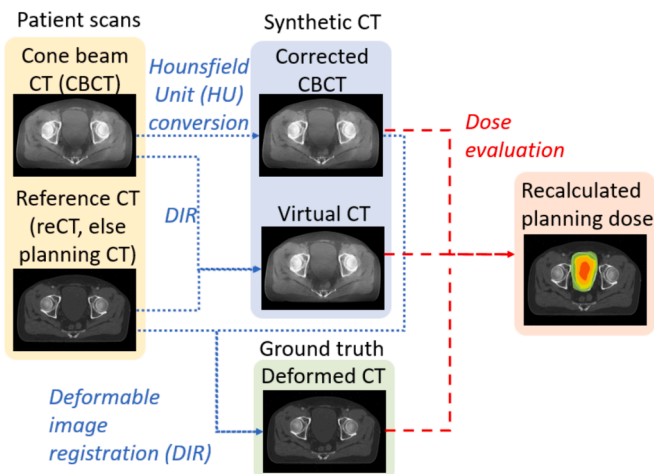 Patient scans
Cone beam
CT (CBCT)
Hounsfield
Unit (HU)
conversion
Synthetic CT
Corrected
CBCT
Dose
evaluation
Reference CT
(reCT, else
planning CT)
DIR
Virtual CT
Recalculated
planning dose
Ground truth
Deformed CT
Deformable
image
registration (DIR)